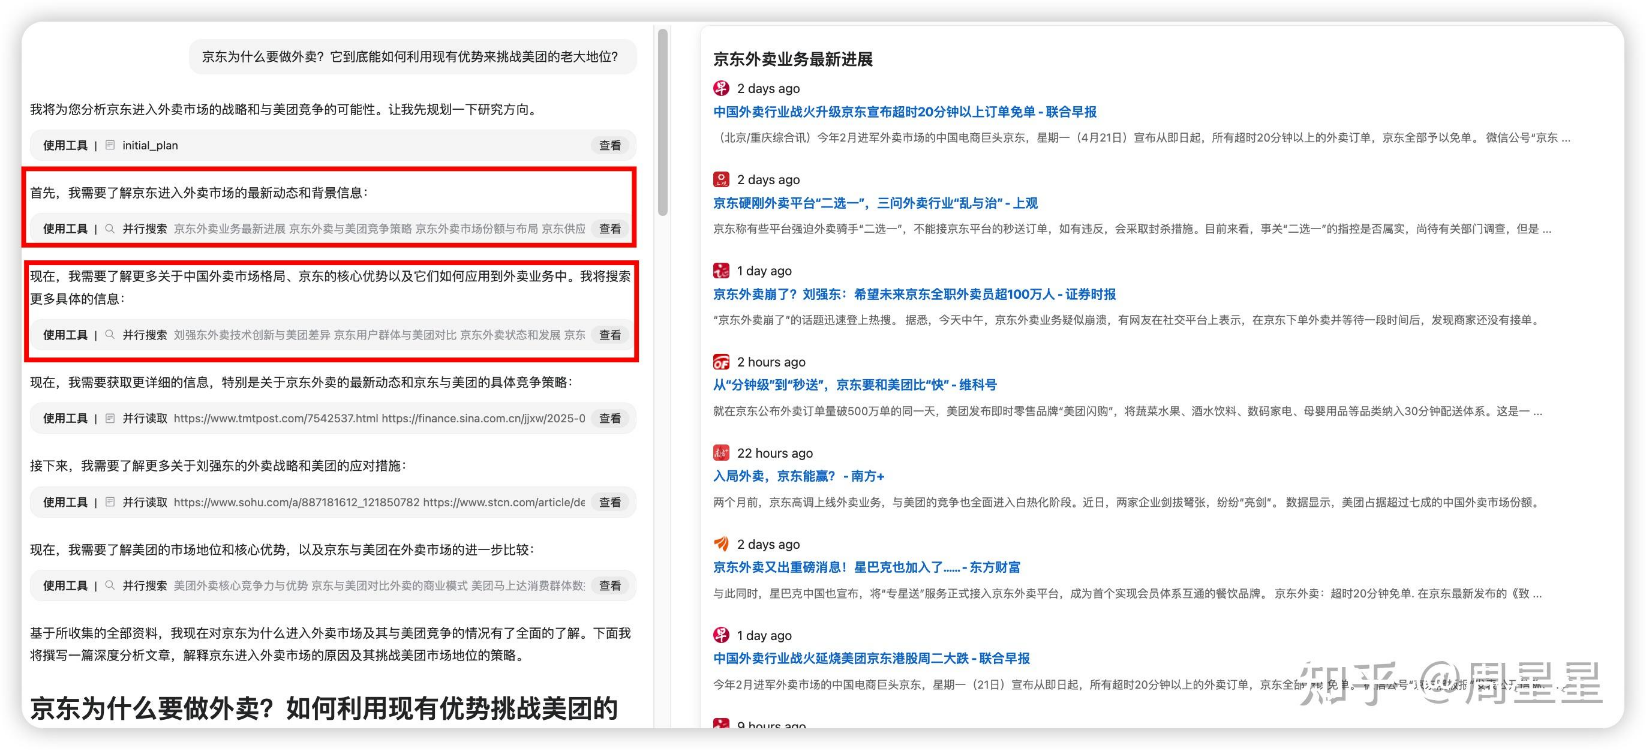 京东为什么要做外卖？它到底能如何利用现有优势来挑战美团的老大地位？
我将为您分析京东进入外卖市场的战略和与美团竞争的可能性。让我先规划一下研究方向。
使用工具 | initial_plan 查看
首先，我需要了解京东进入外卖市场的最新动态和背景信息：
使用工具 | 并行搜索 京东外卖业务最新进展 京东外卖与美团竞争策略 京东外卖市场份额与布局 京东供应 查看
现在，我需要了解更多关于中国外卖市场格局、京东的核心优势以及它们如何应用到外卖业务中。我将搜索
更多具体的信息：
使用工具 | 并行搜索 刘强东外卖技术创新与美团差异 京东用户群体与美团对比 京东外卖状态和发展 京东 查看
现在，我需要获取更详细的信息，特别是关于京东外卖的最新动态和京东与美团的具体竞争策略：
使用工具 | 并行读取 https://www.tmtpost.com/7542537.html https://finance.sina.com.cn/jjxw/2025-0 查看
接下来，我需要了解更多关于刘强东的外卖战略和美团的应对措施：
使用工具 | 并行读取 https://www.sohu.com/a/887181612_121850782 https://www.stcn.com/article/de 查看
现在，我需要了解美团的市场地位和核心优势，以及京东与美团在外卖市场的进一步比较：
使用工具 | 并行搜索 美团外卖核心竞争力与优势 京东与美团对比外卖的商业模式 美团马上达消费群体数 查看
基于所收集的全部资料，我现在对京东为什么进入外卖市场及其与美团竞争的情况有了全面的了解。下面我
将撰写一篇深度分析文章，解释京东进入外卖市场的原因及其挑战美团市场地位的策略。
京东为什么要做外卖？如何利用现有优势挑战美团的
京东外卖业务最新进展
早 2 days ago
中国外卖行业战火升级京东宣布超时20分钟以上订单免单 - 联合早报
（北京/重庆综合讯）今年2月进军外卖市场的中国电商巨头京东，星期一（4月21日）宣布从即日起，所有超时20分钟以上的外卖订单，京东全部予以免单。 微信公号“京东 ...
2 days ago
京东硬刚外卖平台“二选一”，三问外卖行业“乱与治” - 上观
京东称有些平台强迫外卖骑手“二选一”，不能接京东平台的秒送订单，如有违反，会采取封杀措施。目前来看，事关“二选一”的指控是否属实，尚待有关部门调查，但是 ...
1 day ago
京东外卖崩了？刘强东：希望未来京东全职外卖员超100万人 - 证券时报
“京东外卖崩了”的话题迅速登上热搜。 据悉，今天中午，京东外卖业务疑似崩溃，有网友在社交平台上表示，在京东下单外卖并等待一段时间后，发现商家还没有接单。
2 hours ago
从“分钟级”到“秒送”，京东要和美团比“快” - 维科号
就在京东公布外卖订单量破500万单的同一天，美团发布即时零售品牌“美团闪购”，将蔬菜水果、酒水饮料、数码家电、母婴用品等品类纳入30分钟配送体系。这是一 ...
22 hours ago
入局外卖，京东能赢？ - 南方+
两个月前，京东高调上线外卖业务，与美团的竞争也全面进入白热化阶段。近日，两家企业剑拔弩张，纷纷“亮剑”。 数据显示，美团占据超过七成的中国外卖市场份额。
2 days ago
京东外卖又出重磅消息！星巴克也加入了…… - 东方财富
与此同时，星巴克中国也宣布，将“专星送”服务正式接入京东外卖平台，成为首个实现会员体系互通的餐饮品牌。 京东外卖：超时20分钟免单. 在京东最新发布的《致 ...
早 1 day ago
中国外卖行业战火延烧美团京东港股周二大跌 - 联合早报
今年2月进军外卖市场的中国电商巨头京东，星期一（21日）宣布从即日起，所有超时20分钟以上的外卖订单，京东全部予以免单。
知乎 @周星星
9 hours ago